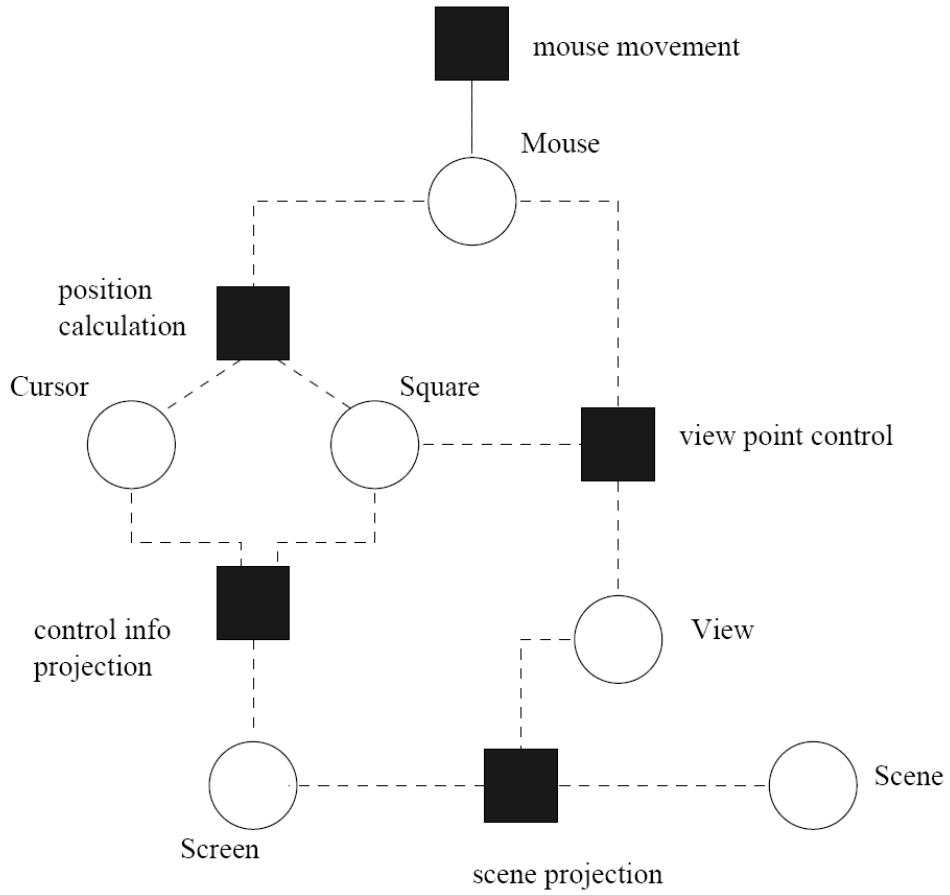 mouse movement
Mouse
position
calculation
Cursor
Square
view point control
control info
projection
View
Scene
Screen
scene projection